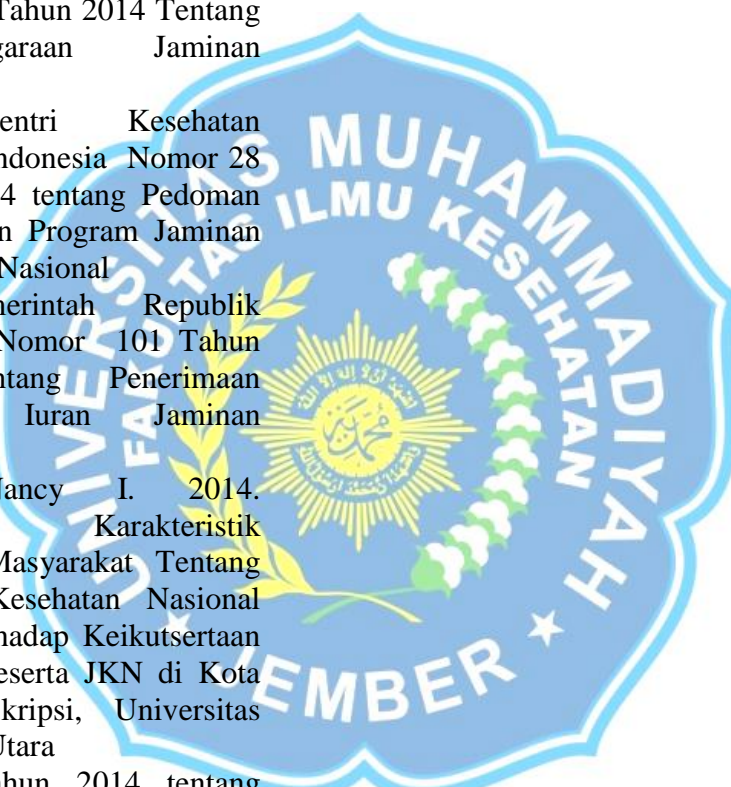 Tahun 2014 Tentang
garaan Jaminan
entri Kesehatan
ndonesia Nomor 28
4 tentang Pedoman
n Program Jaminan
Nasional
merintah Republik
Nomor 101 Tahun
ntang Penerimaan
Iuran Jaminan
ancy I. 2014.
Karakteristik
Masyarakat Tentang
Kesehatan Nasional
hadap Keikutsertaan
eserta JKN di Kota
kripsi, Universitas
Utara
ahun 2014 tentang
UNIVERSITAS MUHAMMADIYAH
FAKULTAS ILMU KESEHATAN
JEMBER